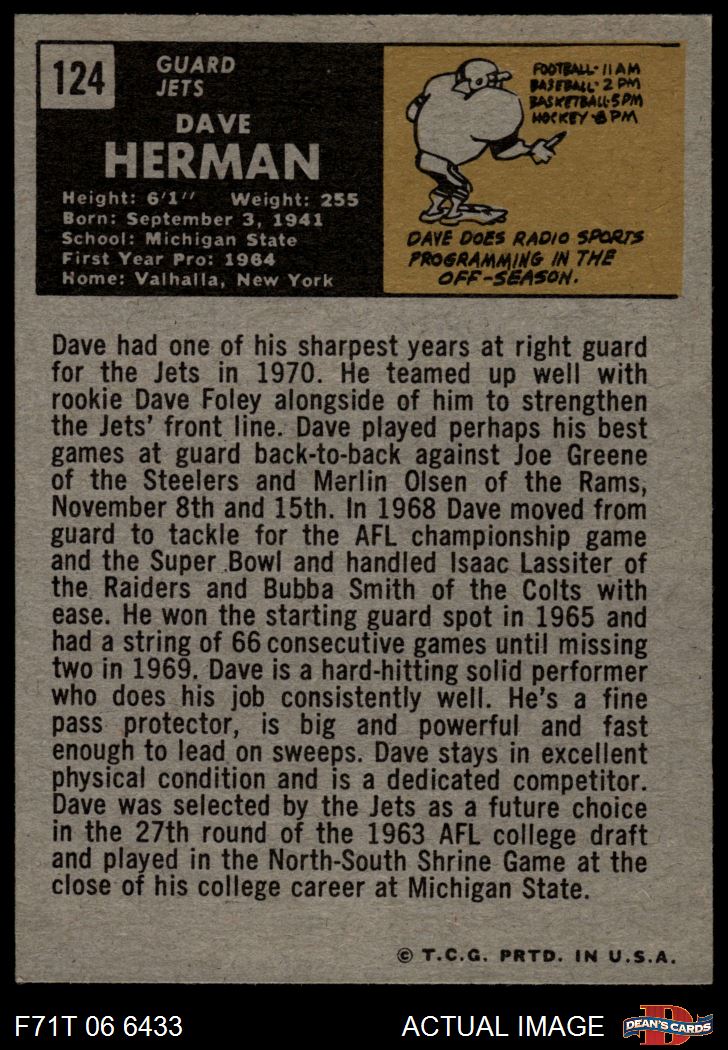 124
GUARD
JETS
DAVE
HERMAN
Height: 6'1'' Weight: 255
Born: September 3, 1941
School: Michigan State
First Year Pro: 1964
Home: Valhalla, New York
FOOTBALL-11AM
BASEBALL-2 PM
BASKETBALL-5PM
HOCKEY-8PM
DAVE DOES RADIO SPORTS
PROGRAMMING IN THE
OFF-SEASON.
Dave had one of his sharpest years at right guard
for the Jets in 1970. He teamed up well with
rookie Dave Foley alongside of him to strengthen
the Jets' front line. Dave played perhaps his best
games at guard back-to-back against Joe Greene
of the Steelers and Merlin Olsen of the Rams,
November 8th and 15th. In 1968 Dave moved from
guard to tackle for the AFL championship game
and the Super Bowl and handled Isaac Lassiter of
the Raiders and Bubba Smith of the Colts with
ease. He won the starting guard spot in 1965 and
had a string of 66 consecutive games until missing
two in 1969. Dave is a hard-hitting solid performer
who does his job consistently well. He's a fine
pass protector, is big and powerful and fast
enough to lead on sweeps. Dave stays in excellent
physical condition and is a dedicated competitor.
Dave was selected by the Jets as a future choice
in the 27th round of the 1963 AFL college draft
and played in the North-South Shrine Game at the
close of his college career at Michigan State.
© T.C.G. PRTD. IN U.S.A.
F71T 06 6433
ACTUAL IMAGE
D
DEAN'S CARDS